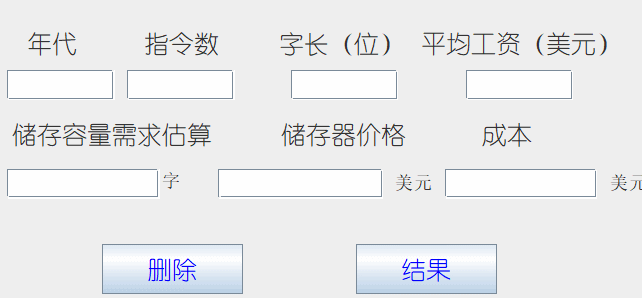 年代 指令数 字长（位） 平均工资（美元）
储存容量需求估算 储存器价格 成本
字 美元 美元
删除 结果